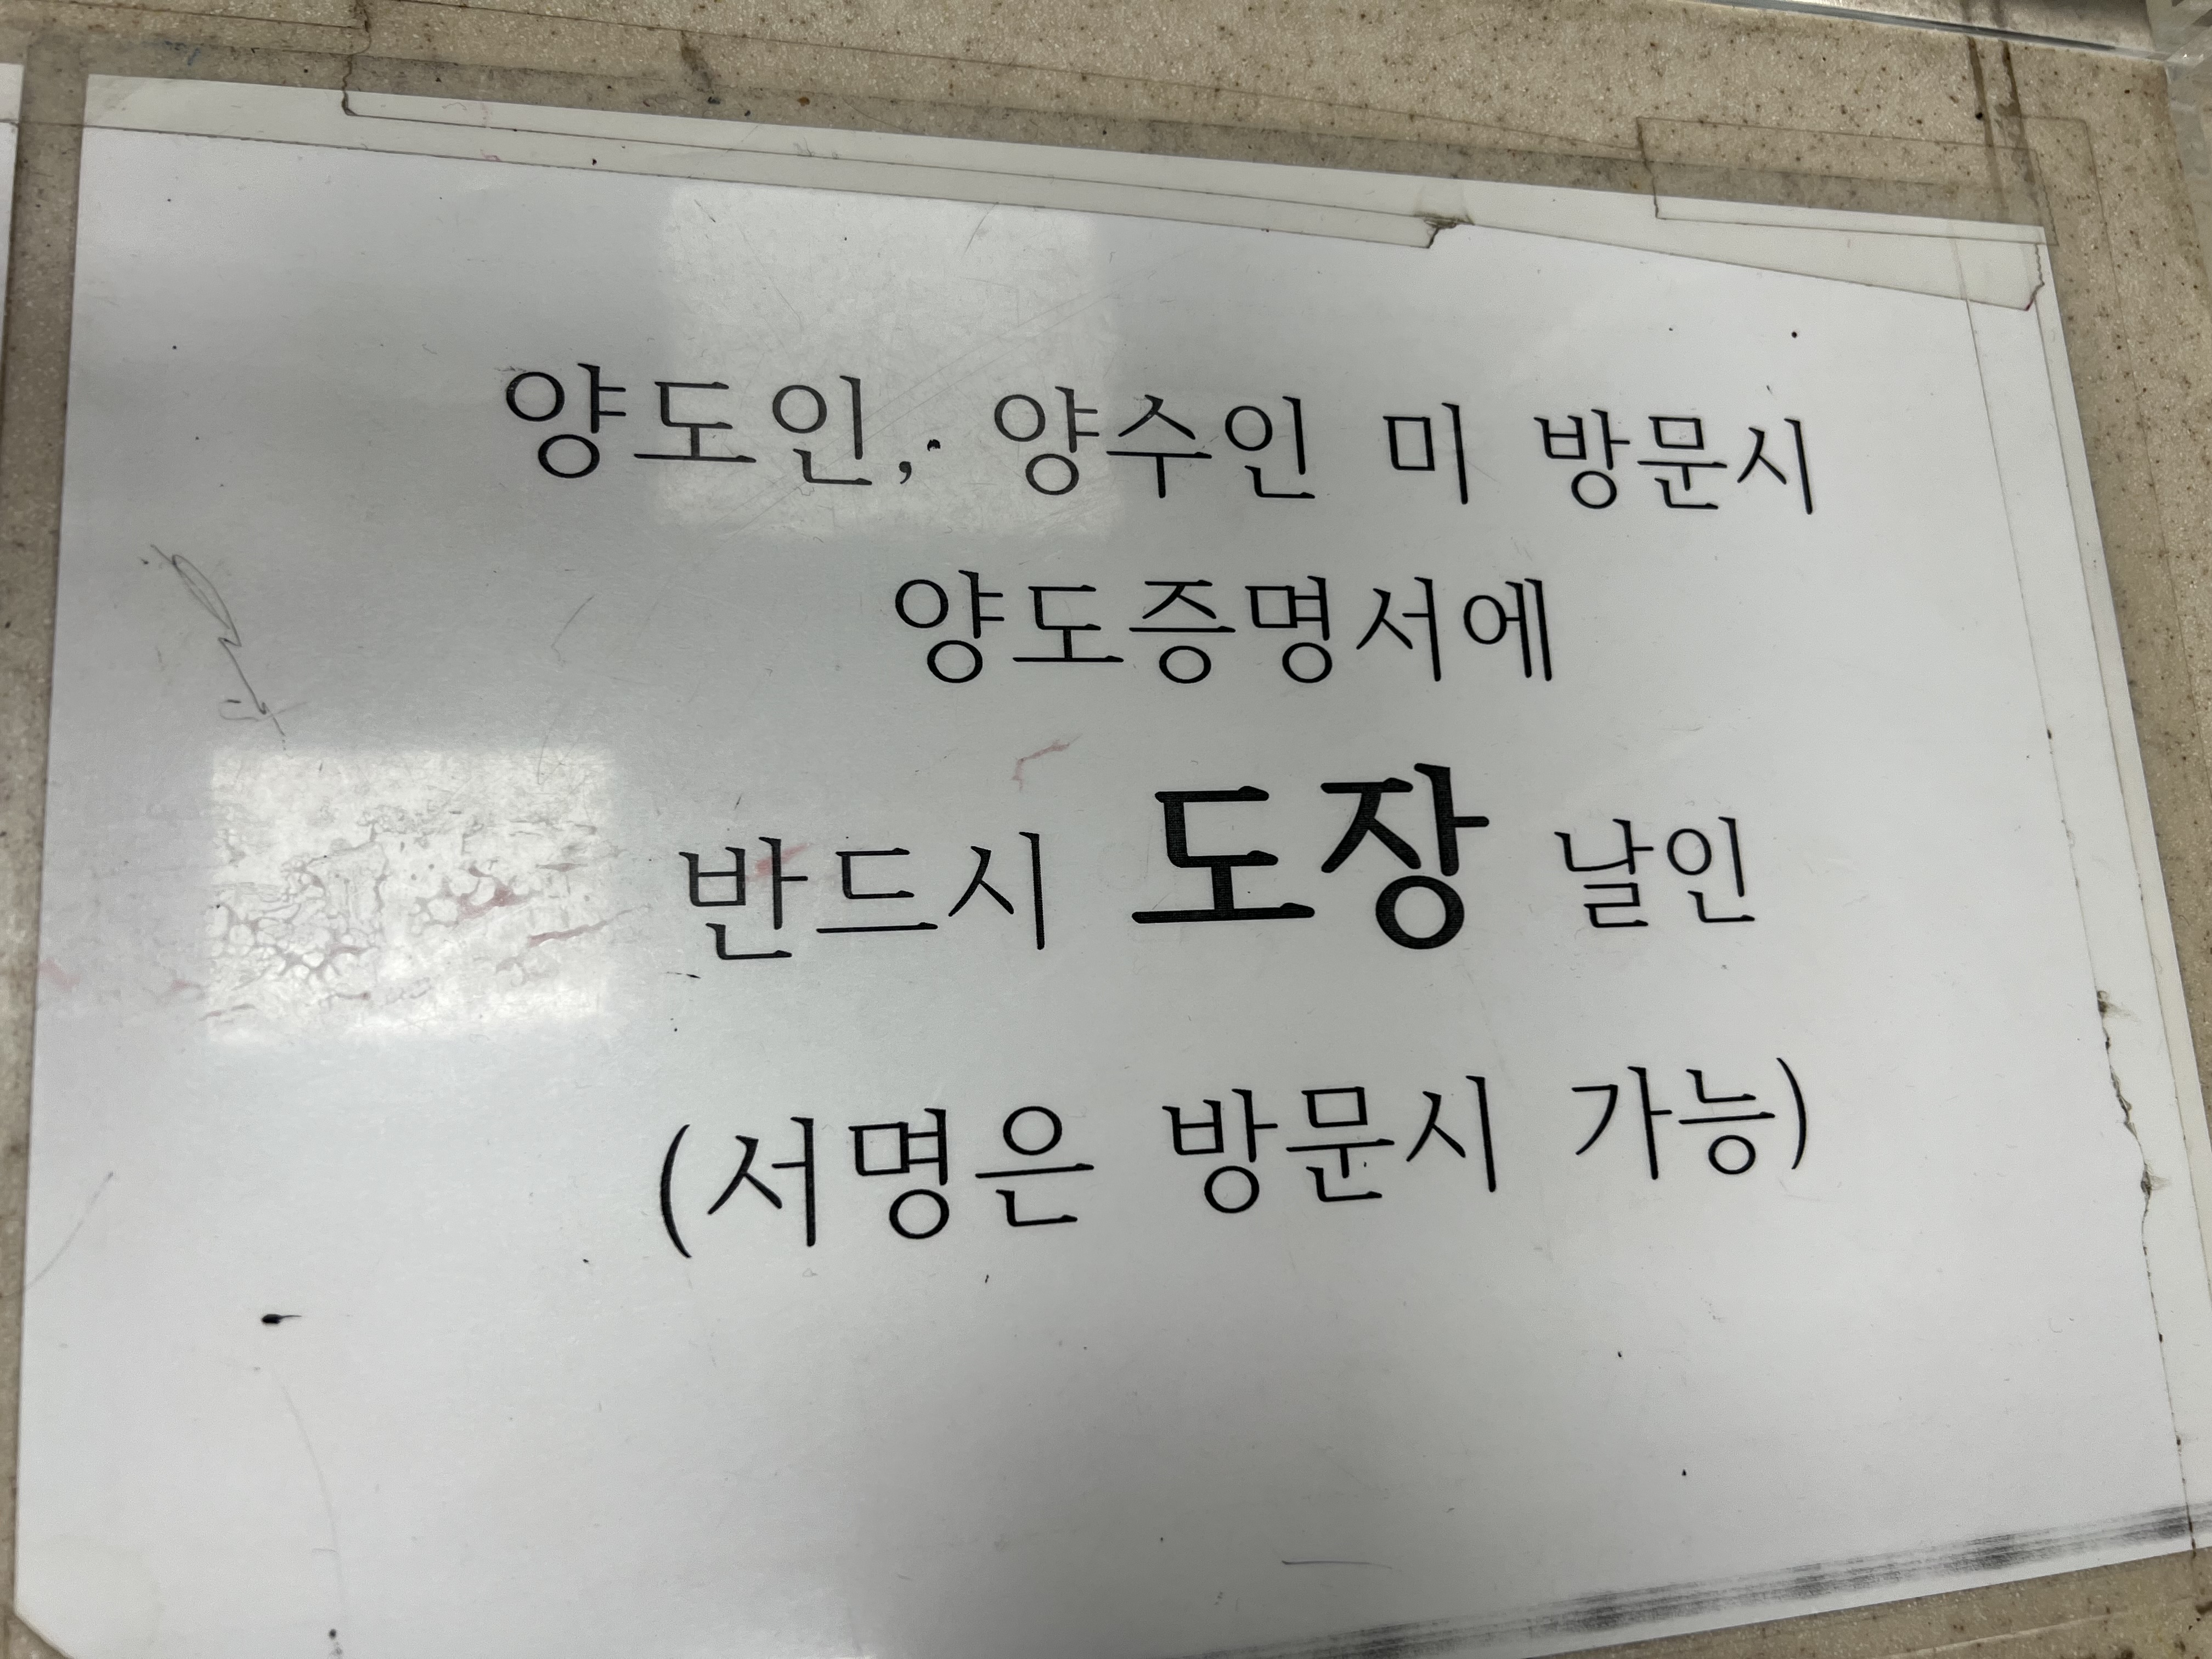 양도인, 양수인 미 방문시
양도증명서에
반드시 도장 날인
(서명은 방문시 가능)